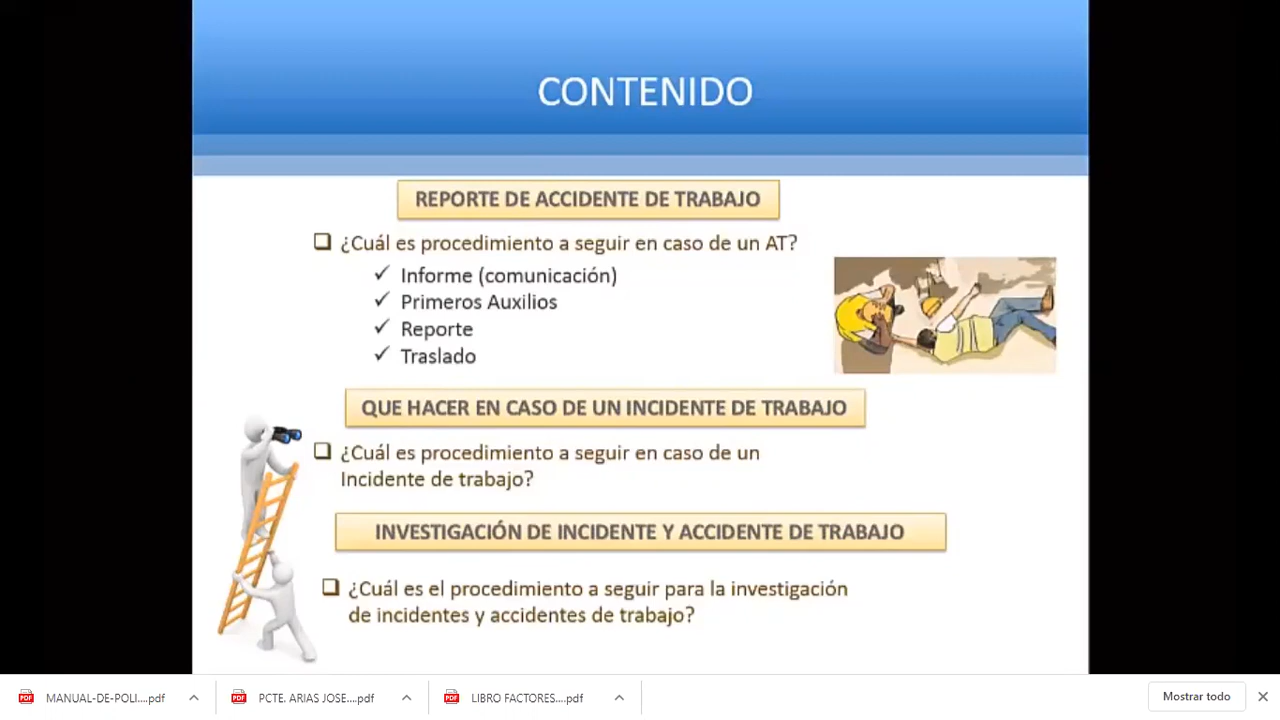 CONTENIDO
REPORTE DE ACCIDENTE DE TRABAJO
¿Cuál es procedimiento a seguir en caso de un AT?
Informe (comunicación)
Primeros Auxilios
Reporte
Traslado
QUE HACER EN CASO DE UN INCIDENTE DE TRABAJO
¿Cuál es procedimiento a seguir en caso de un
Incidente de trabajo?
INVESTIGACIÓN DE INCIDENTE Y ACCIDENTE DE TRABAJO
¿Cuál es el procedimiento a seguir para la investigación
de incidentes y accidentes de trabajo?
PDF MANUAL-DE-POLI....pdf PDF PCTE. ARIAS JOSE....pdf PDF LIBRO FACTORES....pdf Mostrar todo